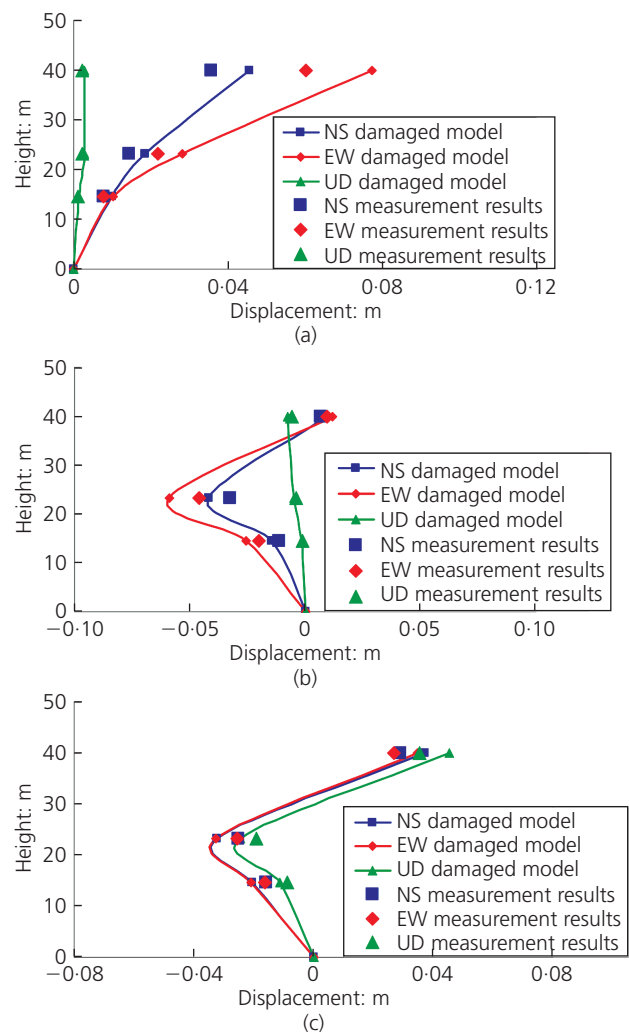 50
40
30
20
10
0
Height: m
0
0·04
0·08
0·12
Displacement: m
NS damaged model
EW damaged model
UD damaged model
NS measurement results
EW measurement results
UD measurement results
(a)
50
40
30
20
10
0
Height: m
−0·10
−0·05
0
0·05
0·10
Displacement: m
NS damaged model
EW damaged model
UD damaged model
NS measurement results
EW measurement results
UD measurement results
(b)
50
40
30
20
10
0
Height: m
−0·08
−0·04
0
0·04
0·08
Displacement: m
NS damaged model
EW damaged model
UD damaged model
NS measurement results
EW measurement results
UD measurement results
(c)